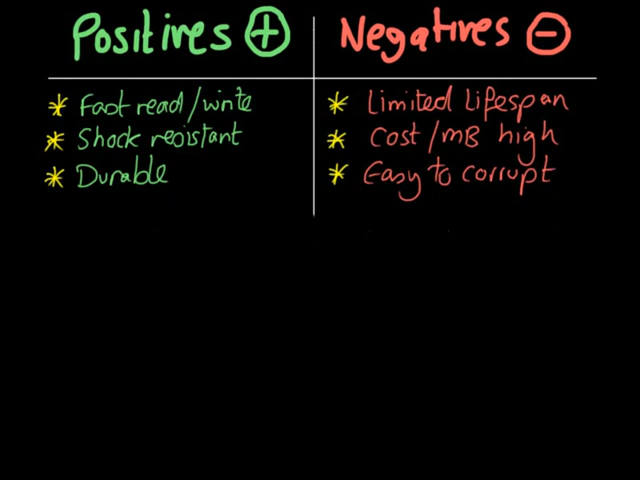 Positives +
Negatives −
* Fast read/write
* Shock resistant
* Durable
* Limited lifespan
* Cost/MB high
* Easy to corrupt